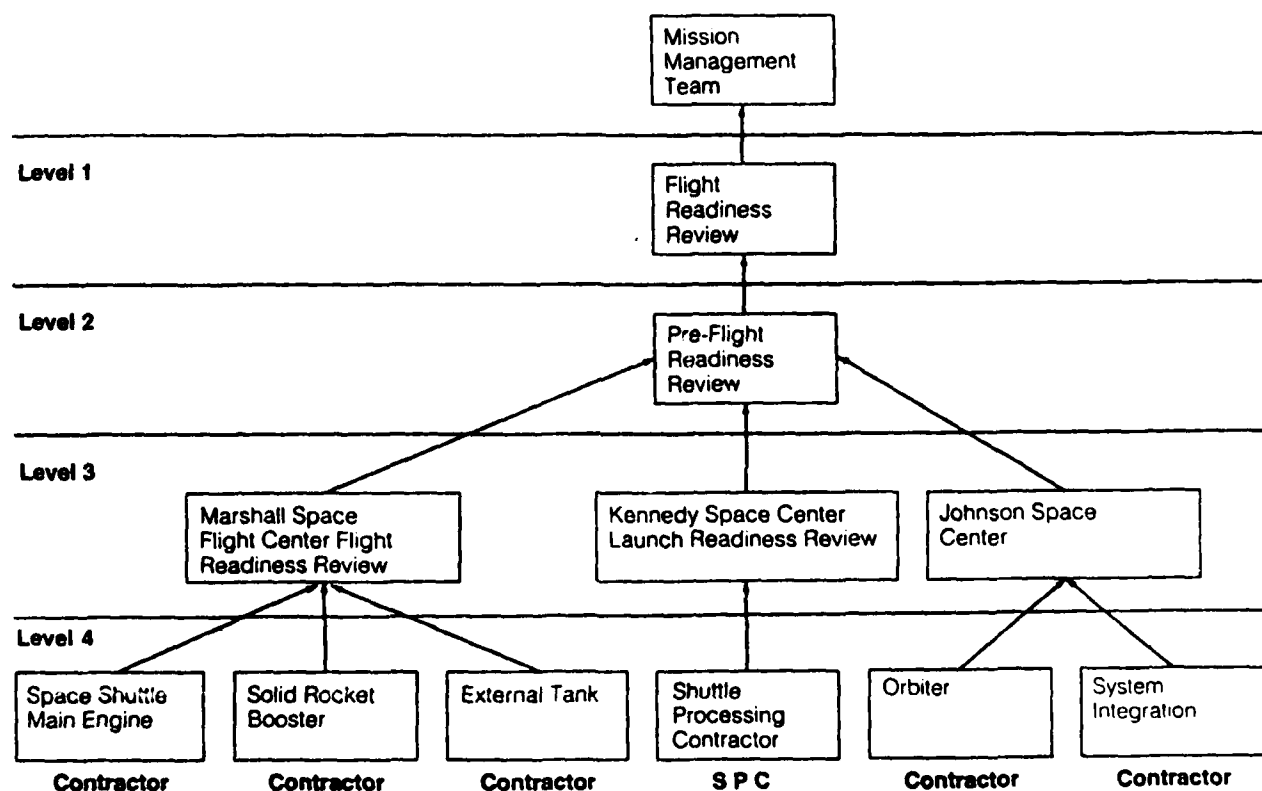 Mission
Management
Team
Level 1
Flight
Readiness
Review
Level 2
Pre-Flight
Readiness
Review
Level 3
Marshall Space
Flight Center Flight
Readiness Review
Kennedy Space Center
Launch Readiness Review
Johnson Space
Center
Level 4
Space Shuttle
Main Engine
Solid Rocket
Booster
External Tank
Shuttle
Processing
Contractor
Orbiter
System
Integration
Contractor
Contractor
Contractor
S P C
Contractor
Contractor